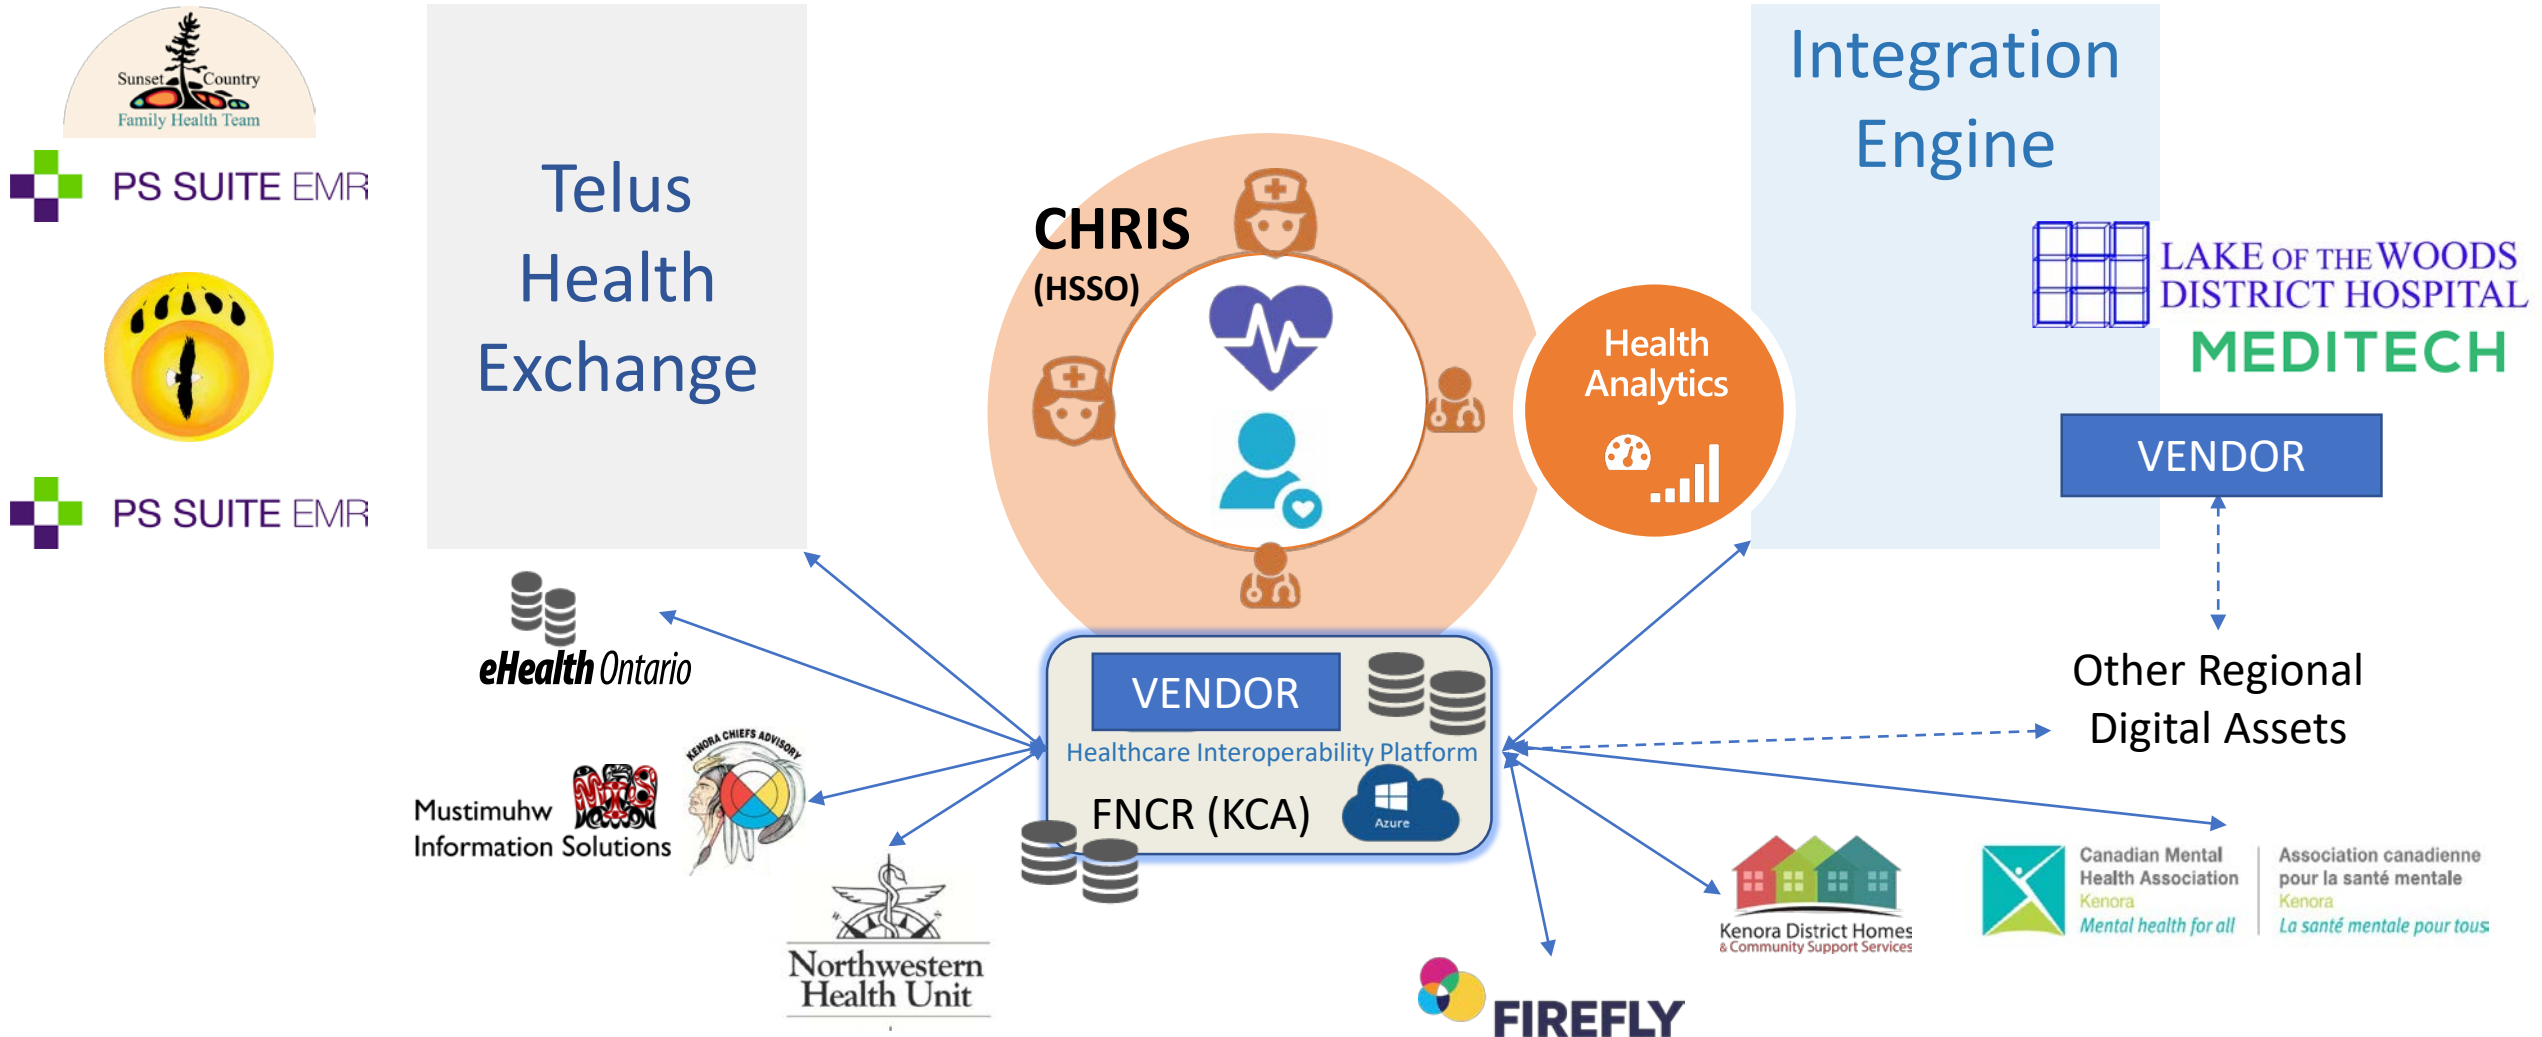 Sunset Country
Family Health Team
PS SUITE EMR
PS SUITE EMR
Telus
Health
Exchange
CHRIS
(HSSO)
Health
Analytics
Integration
Engine
LAKE OF THE WOODS
DISTRICT HOSPITAL
MEDITECH
VENDOR
Other Regional
Digital Assets
eHealth Ontario
Mustimuhw
Information Solutions
MIS
KENORA CHIEFS ADVISORY
W N S
Northwestern
Health Unit
VENDOR
Healthcare Interoperability Platform
FNCR (KCA)
Azure
FIREFLY
Kenora District Homes
& Community Support Services
Canadian Mental
Health Association
Kenora
Mental health for all
Association canadienne
pour la santé mentale
Kenora
La santé mentale pour tous